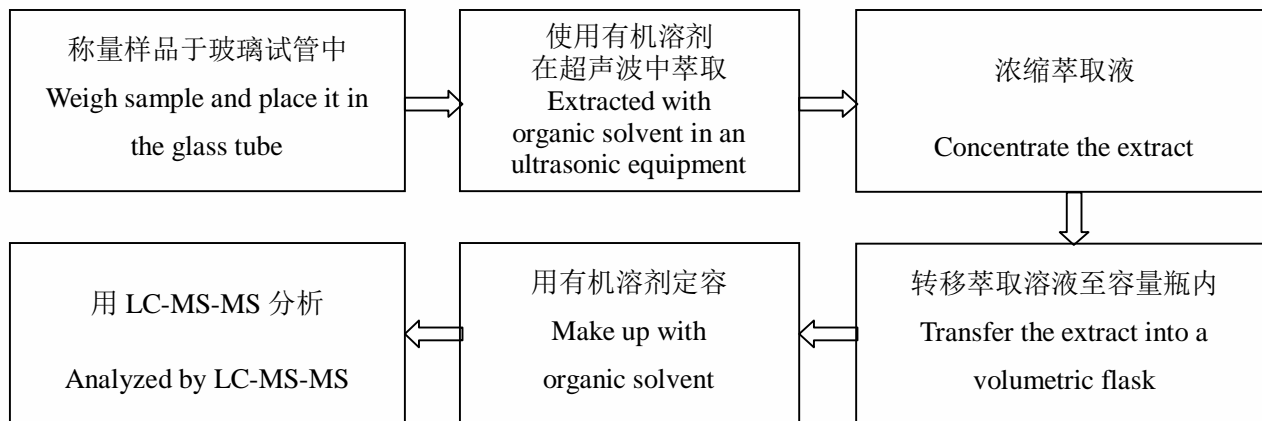 称量样品于玻璃试管中
Weigh sample and place it in
the glass tube
使用有机溶剂
在超声波中萃取
Extracted with
organic solvent in an
ultrasonic equipment
浓缩萃取液
Concentrate the extract
转移萃取溶液至容量瓶内
Transfer the extract into a
volumetric flask
用有机溶剂定容
Make up with
organic solvent
用 LC-MS-MS 分析
Analyzed by LC-MS-MS